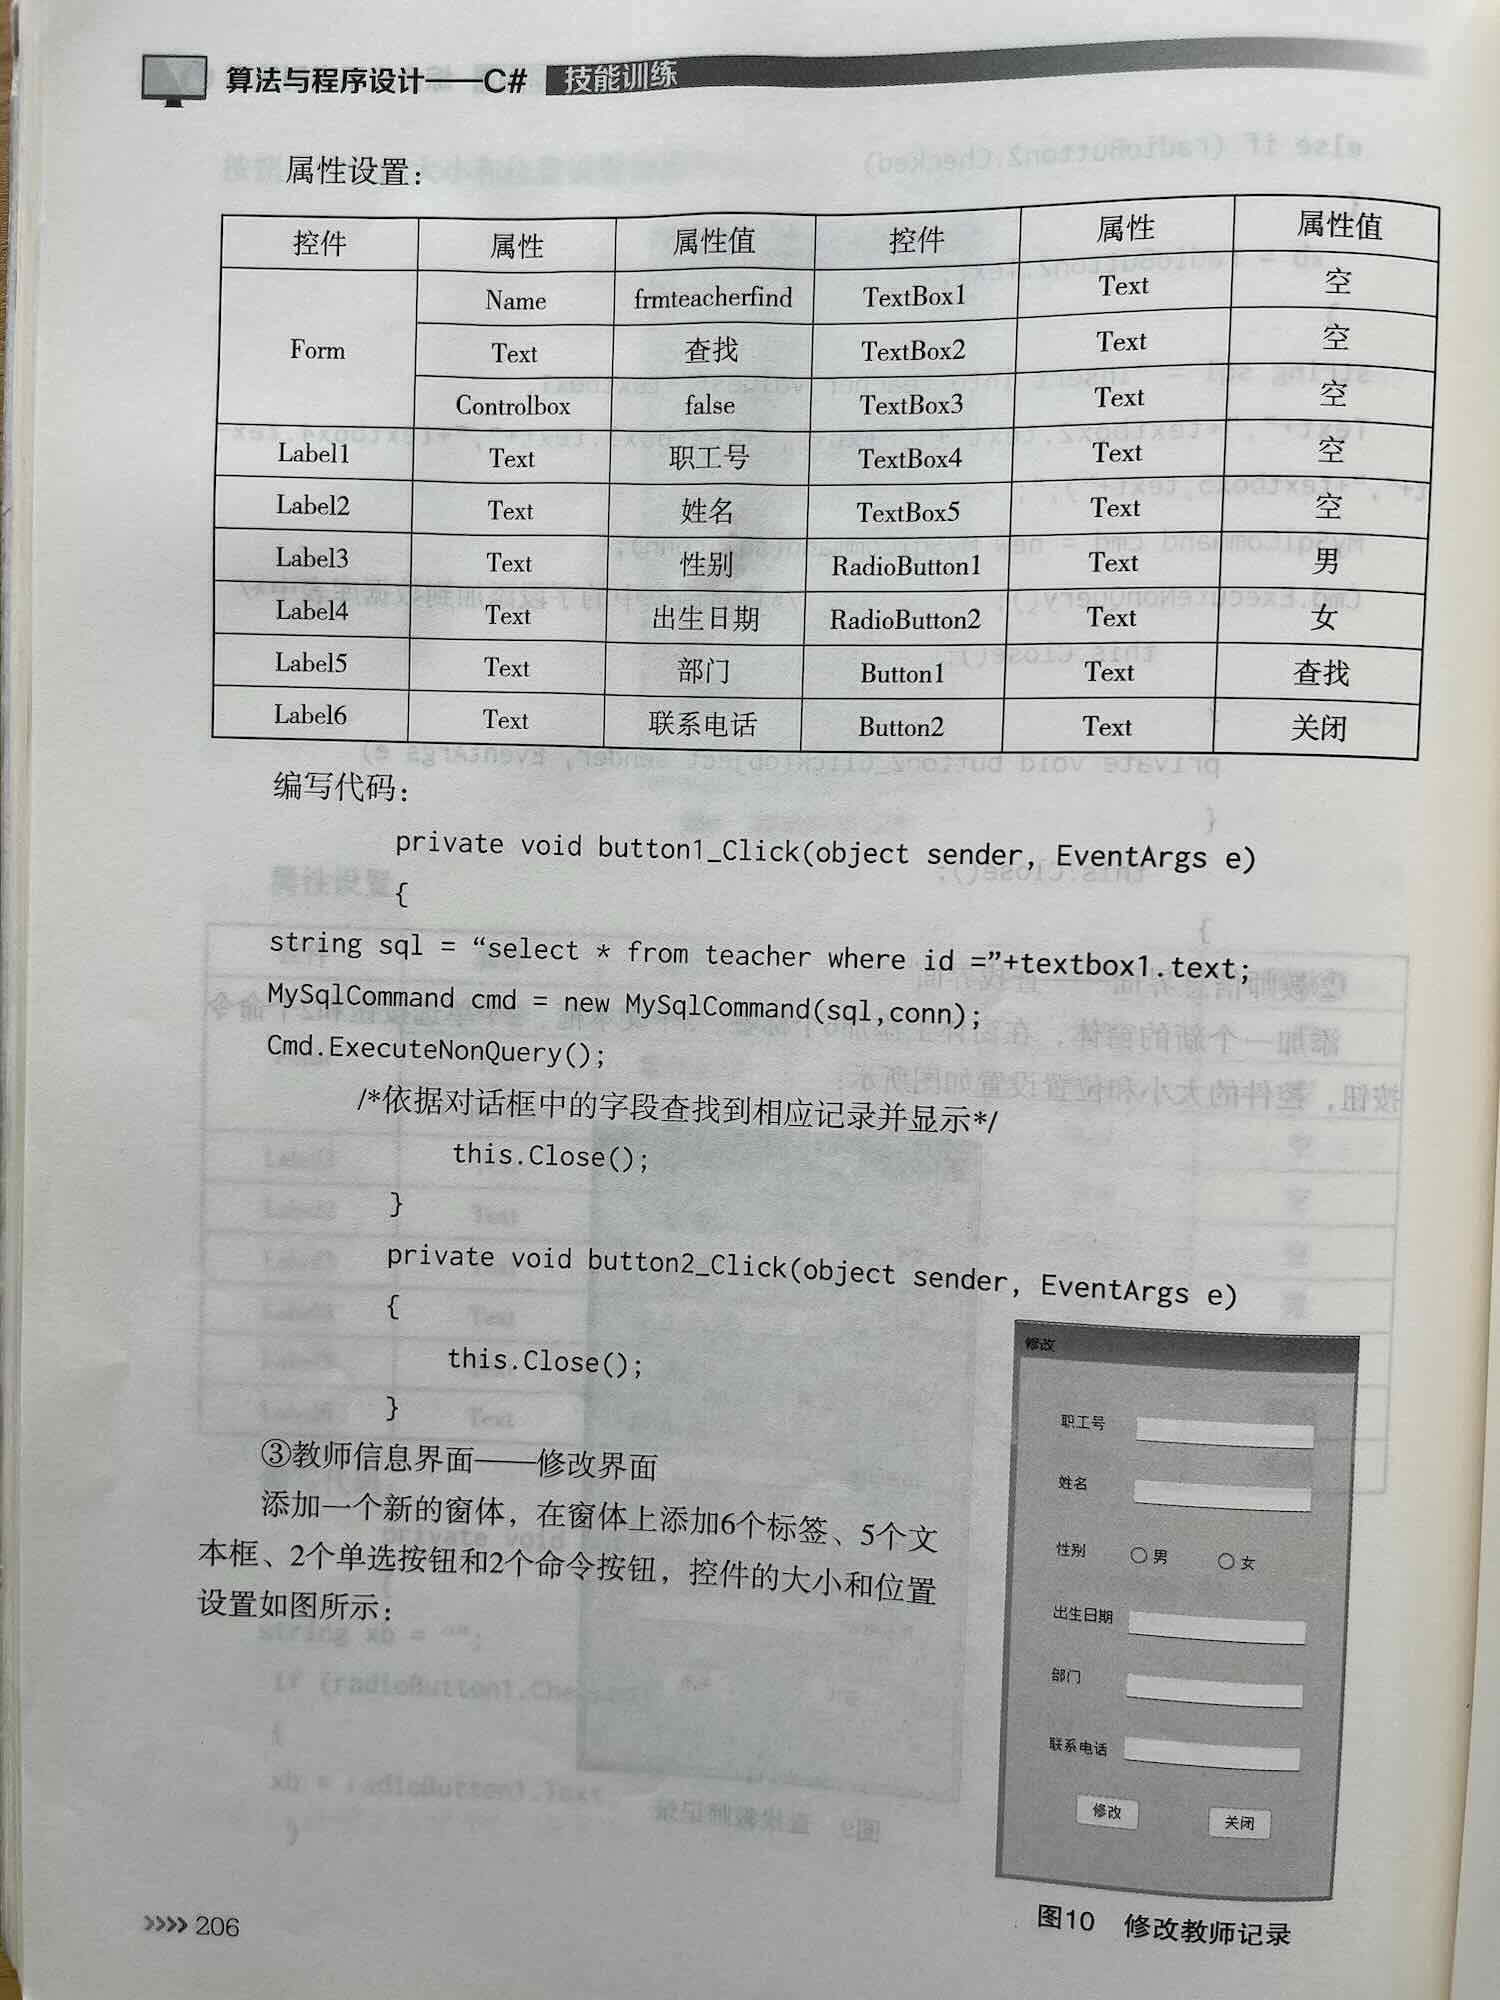 算法与程序设计——C# 技能训练
属性设置：
控件 属性 属性值 控件 属性 属性值
Form Name frmteacherfind TextBox1 Text 空
Text 查找 TextBox2 Text 空
Controlbox false TextBox3 Text 空
Label1 Text 职工号 TextBox4 Text 空
Label2 Text 姓名 TextBox5 Text 空
Label3 Text 性别 RadioButton1 Text 男
Label4 Text 出生日期 RadioButton2 Text 女
Label5 Text 部门 Button1 Text 查找
Label6 Text 联系电话 Button2 Text 关闭
编写代码：
private void button1_Click(object sender, EventArgs e)
{
string sql = “select * from teacher where id =”+textbox1.text;
MySqlCommand cmd = new MySqlCommand(sql,conn);
Cmd.ExecuteNonQuery();
/*依据对话框中的字段查找到相应记录并显示*/
this.Close();
}
private void button2_Click(object sender, EventArgs e)
{
this.Close();
}
③教师信息界面——修改界面
添加一个新的窗体，在窗体上添加6个标签、5个文
本框、2个单选按钮和2个命令按钮，控件的大小和位置
设置如图所示：
修改
职工号
姓名
性别 男 女
出生日期
部门
联系电话
修改 关闭
图10 修改教师记录
206